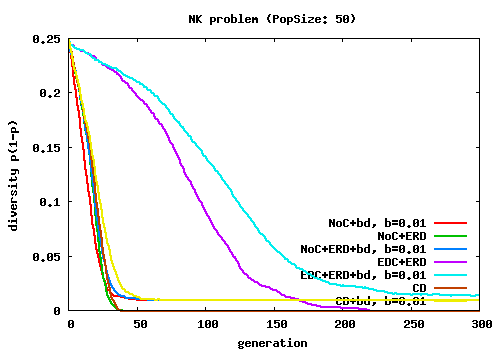 NK problem (PopSize: 50)
0.25
0.2
0.15
0.1
0.05
0
diversity p(1-p)
NoC+bd, b=0.01
NoC+ERD
NoC+ERD+bd, b=0.01
EDC+ERD
EDC+ERD+bd, b=0.01
CD
CD+bd, b=0.01
0 50 100 150 200 250 300
generation